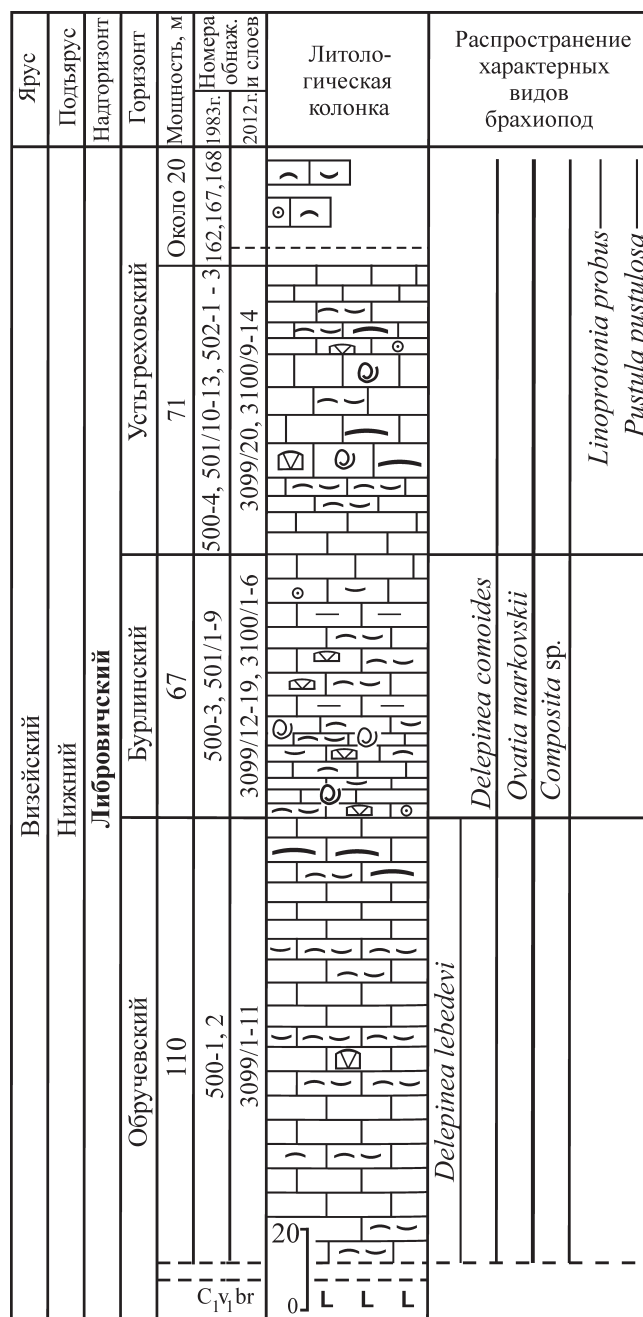 Ярус
Подъярус
Надгоризонт
Горизонт
Мощность, м
Номера
обнаж.
и слоев
1983г.
2012г.
Литоло-
гическая
колонка
Распространение
характерных
видов
брахиопод
Визейский
Нижний
Либровичский
Устьгреховский
Около 20
162,167,168
71
500-4, 501/10-13, 502-1 - 3
3099/20, 3100/9-14
Linoprotonia probus
Pustula pustulosa
Бурлинский
67
500-3, 501/1-9
3099/12-19, 3100/1-6
Delepinea comoides
Ovatia markovskii
Composita sp.
Обручевский
110
500-1, 2
3099/1-11
Delepinea lebedevi
20
0
C₁v₁br
L L L